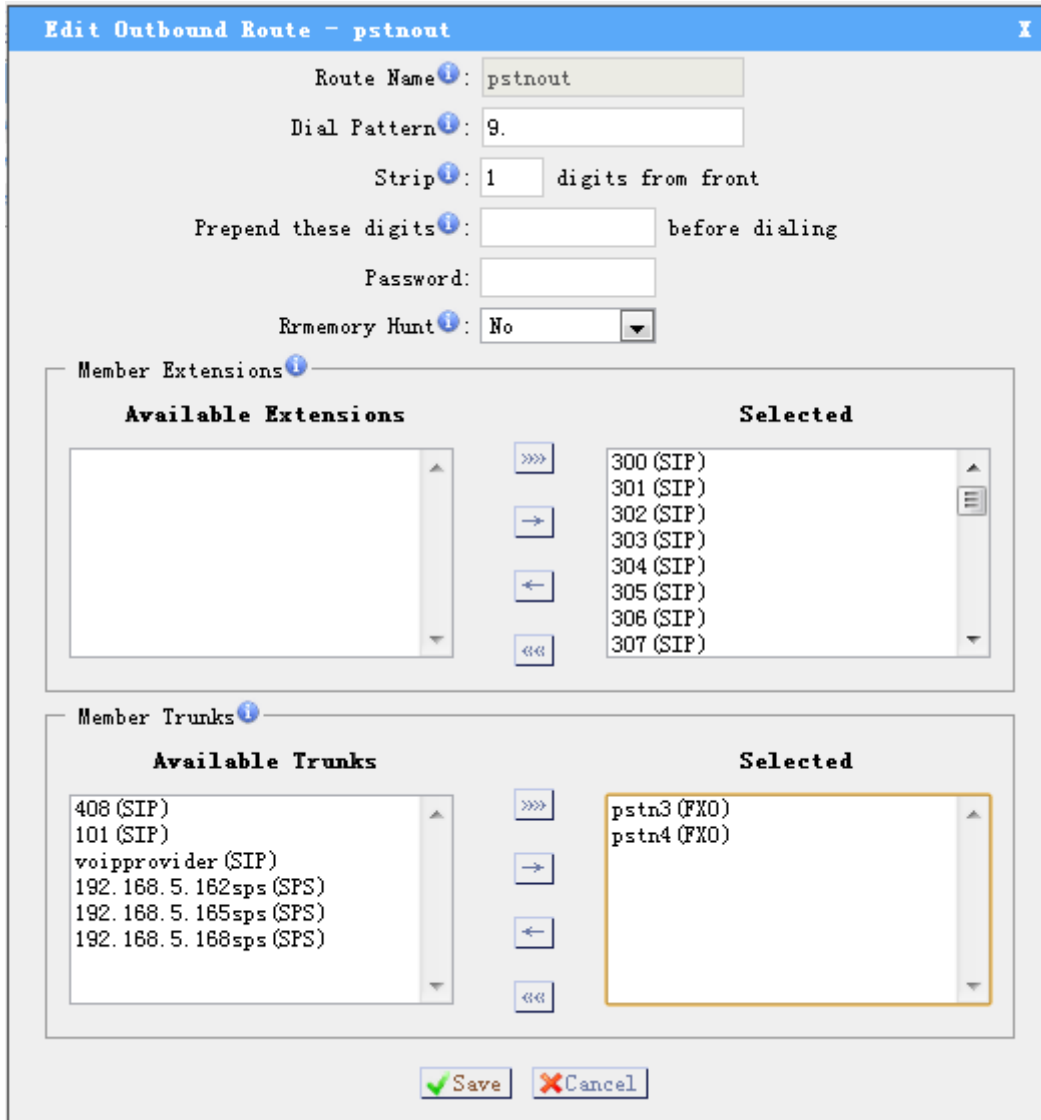 Edit Outbound Route - pstnout X
Route Name: pstnout
Dial Pattern: 9.
Strip: 1 digits from front
Prepend these digits: before dialing
Password:
Rrmemory Hunt: No
Member Extensions
Available Extensions
Selected
300(SIP)
301(SIP)
302(SIP)
303(SIP)
304(SIP)
305(SIP)
306(SIP)
307(SIP)
Member Trunks
Available Trunks
Selected
408(SIP)
101(SIP)
voipprovider(SIP)
192.168.5.162sps(SPS)
192.168.5.165sps(SPS)
192.168.5.168sps(SPS)
pstn3(FXO)
pstn4(FXO)
Save Cancel